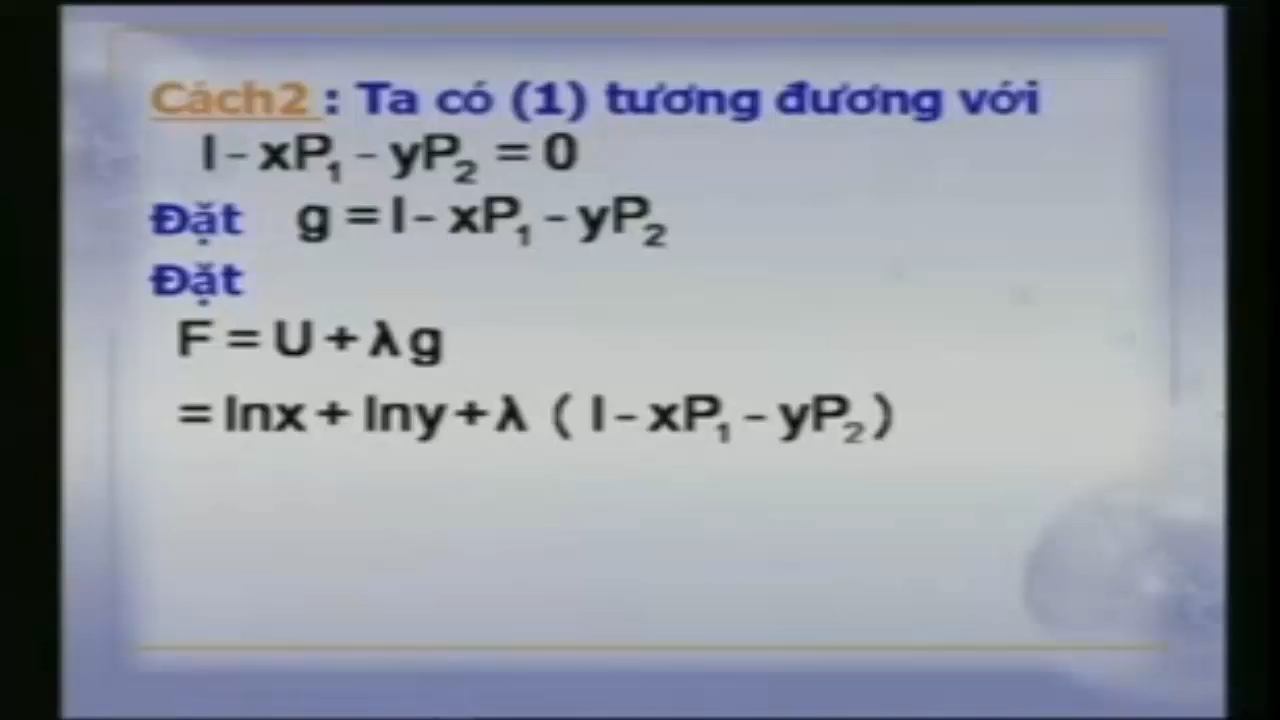 Cách2 : Ta có (1) tương đương với
I - xP₁ - yP₂ = 0
Đặt g = I - xP₁ - yP₂
Đặt
F = U + λg
= lnx + lny + λ ( I - xP₁ - yP₂ )